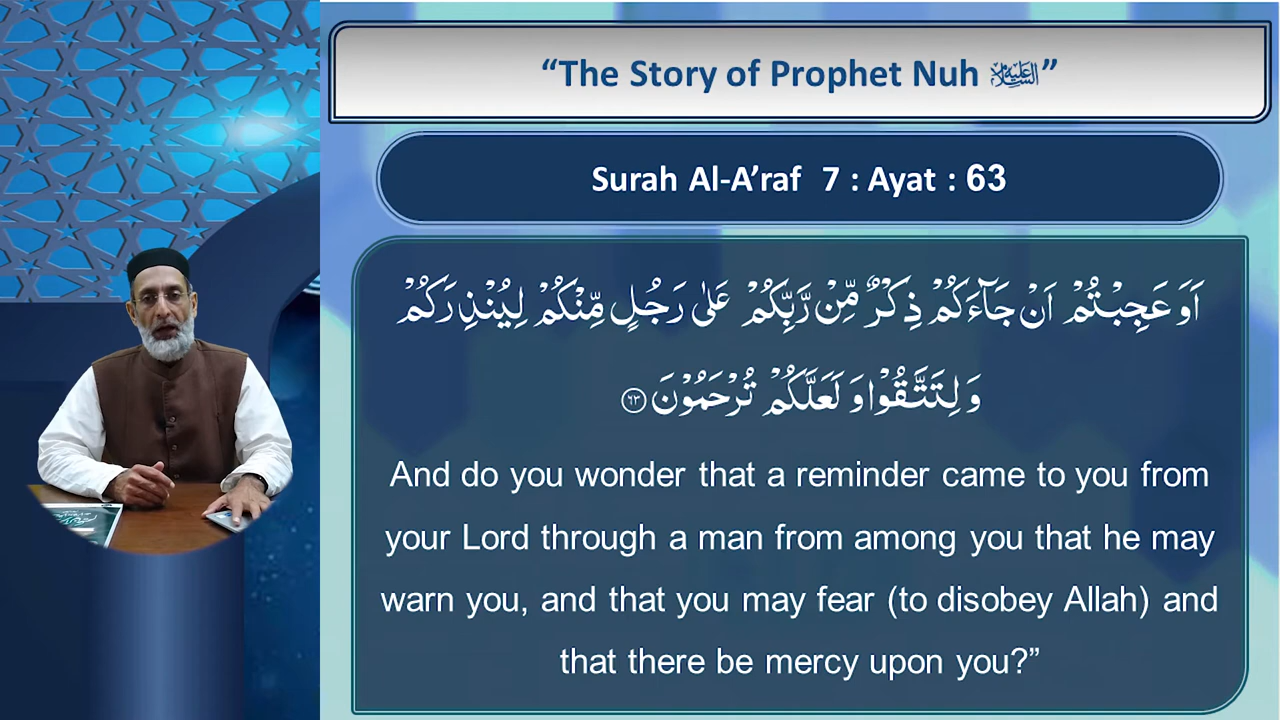 “The Story of Prophet Nuh عليه السلام”
Surah Al-A’raf 7 : Ayat : 63
اَوَ عَجِبْتُمْ اَنْ جَآءَكُمْ ذِكْرٌ مِّنْ رَّبِّكُمْ عَلٰى رَجُلٍ مِّنْكُمْ لِيُنْذِرَكُمْ
وَ لِتَتَّقُوْا وَ لَعَلَّكُمْ تُرْحَمُوْنَ ۝۶۳
And do you wonder that a reminder came to you from
your Lord through a man from among you that he may
warn you, and that you may fear (to disobey Allah) and
that there be mercy upon you?”